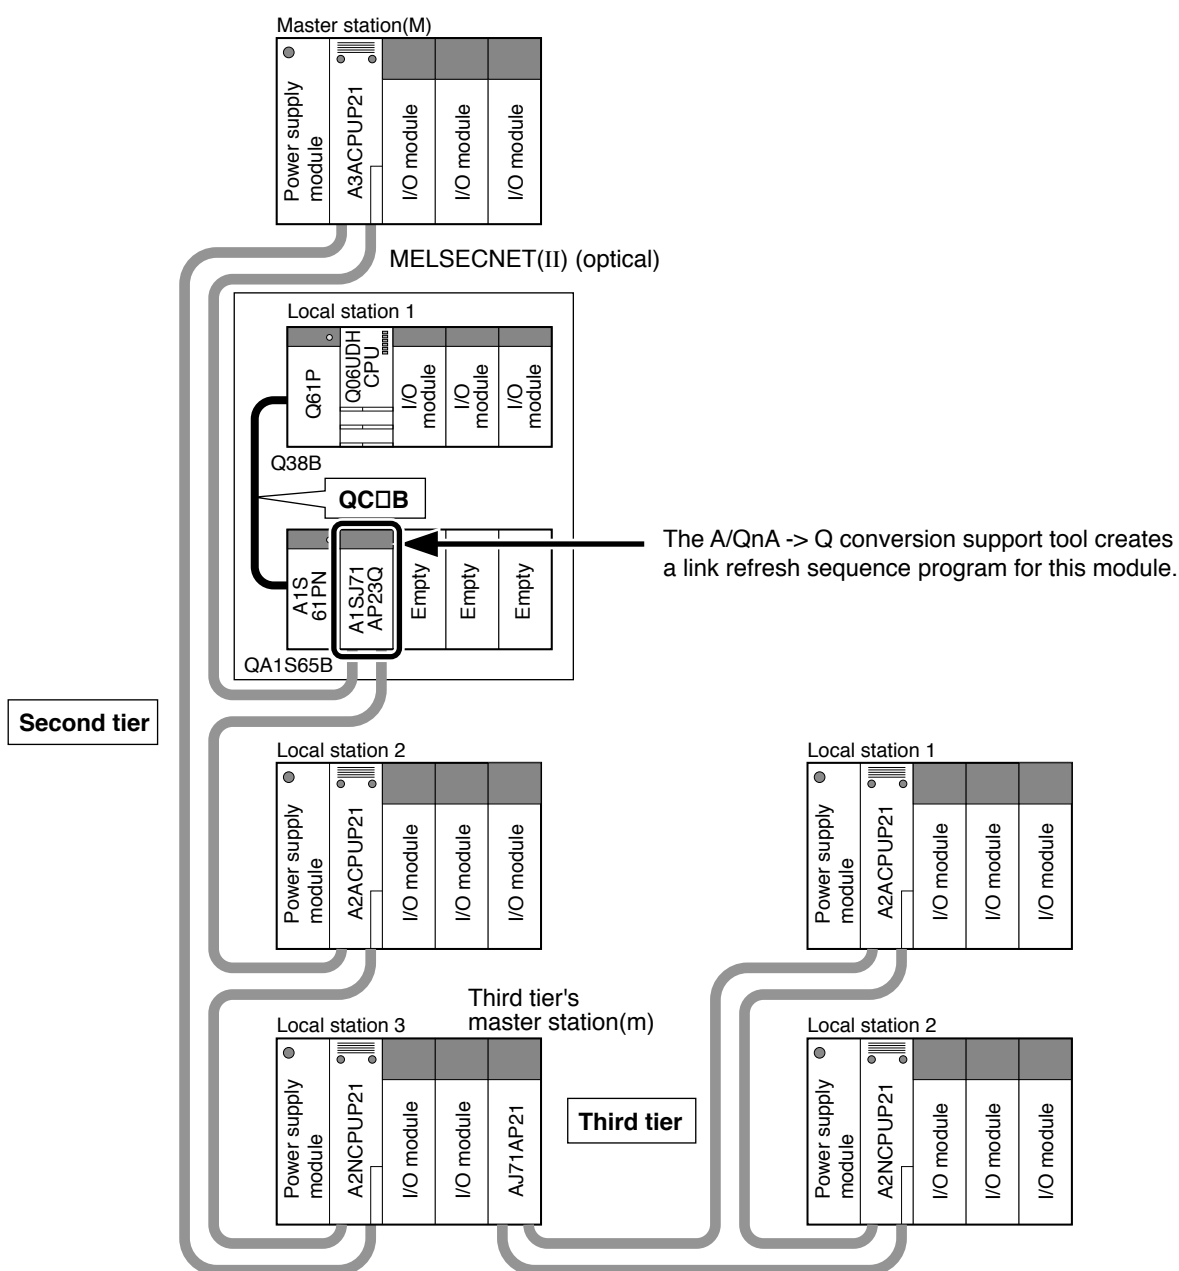 Master station(M)
Power supply
module
A3ACPUP21
I/O module
I/O module
I/O module
MELSECNET(II) (optical)
Local station 1
Q61P
Q06UDH
CPU
I/O
module
I/O
module
I/O
module
Q38B
QC□B
A1S
61PN
A1SJ71
AP23Q
Empty
Empty
Empty
QA1S65B
The A/QnA -> Q conversion support tool creates
a link refresh sequence program for this module.
Second tier
Local station 2
Power supply
module
A2ACPUP21
I/O module
I/O module
I/O module
Local station 1
Power supply
module
A2ACPUP21
I/O module
I/O module
I/O module
Third tier's
master station(m)
Local station 3
Power supply
module
A2NCPUP21
I/O module
I/O module
AJ71AP21
Third tier
Local station 2
Power supply
module
A2NCPUP21
I/O module
I/O module
I/O module